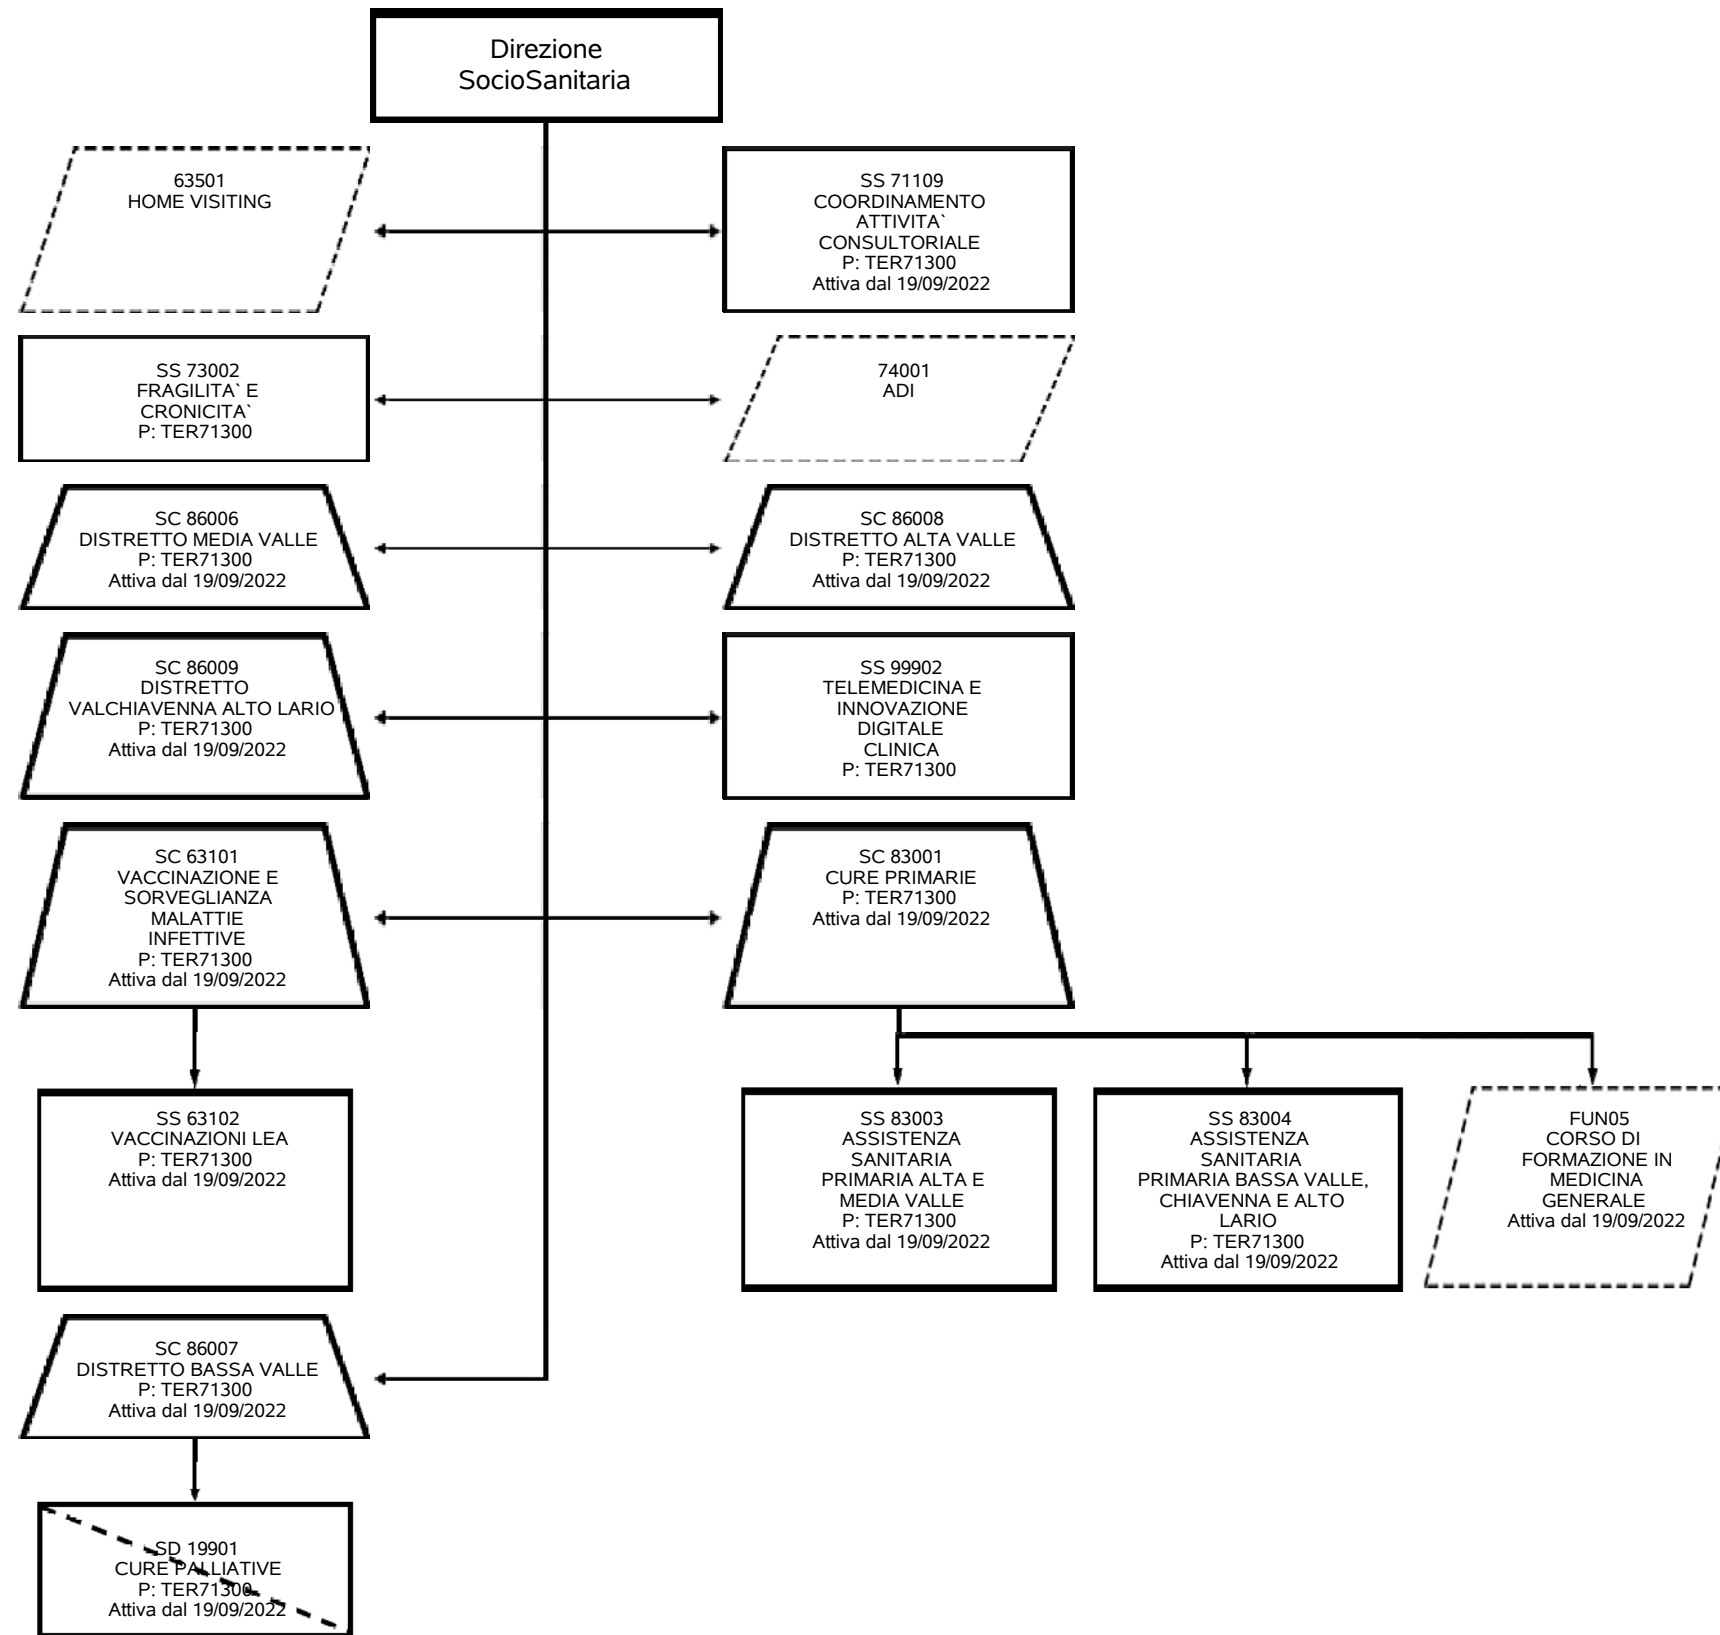 Direzione
SocioSanitaria
63501
HOME VISITING
SS 71109
COORDINAMENTO
ATTIVITA`
CONSULTORIALE
P: TER71300
Attiva dal 19/09/2022
SS 73002
FRAGILITA` E
CRONICITA`
P: TER71300
74001
ADI
SC 86006
DISTRETTO MEDIA VALLE
P: TER71300
Attiva dal 19/09/2022
SC 86008
DISTRETTO ALTA VALLE
P: TER71300
Attiva dal 19/09/2022
SC 86009
DISTRETTO
VALCHIAVENNA ALTO LARIO
P: TER71300
Attiva dal 19/09/2022
SS 99902
TELEMEDICINA E
INNOVAZIONE
DIGITALE
CLINICA
P: TER71300
SC 63101
VACCINAZIONE E
SORVEGLIANZA
MALATTIE
INFETTIVE
P: TER71300
Attiva dal 19/09/2022
SC 83001
CURE PRIMARIE
P: TER71300
Attiva dal 19/09/2022
SS 63102
VACCINAZIONI LEA
P: TER71300
Attiva dal 19/09/2022
SS 83003
ASSISTENZA
SANITARIA
PRIMARIA ALTA E
MEDIA VALLE
P: TER71300
Attiva dal 19/09/2022
SS 83004
ASSISTENZA
SANITARIA
PRIMARIA BASSA VALLE,
CHIAVENNA E ALTO
LARIO
P: TER71300
Attiva dal 19/09/2022
FUN05
CORSO DI
FORMAZIONE IN
MEDICINA
GENERALE
Attiva dal 19/09/2022
SC 86007
DISTRETTO BASSA VALLE
P: TER71300
Attiva dal 19/09/2022
SD 19901
CURE PALLIATIVE
P: TER71300
Attiva dal 19/09/2022